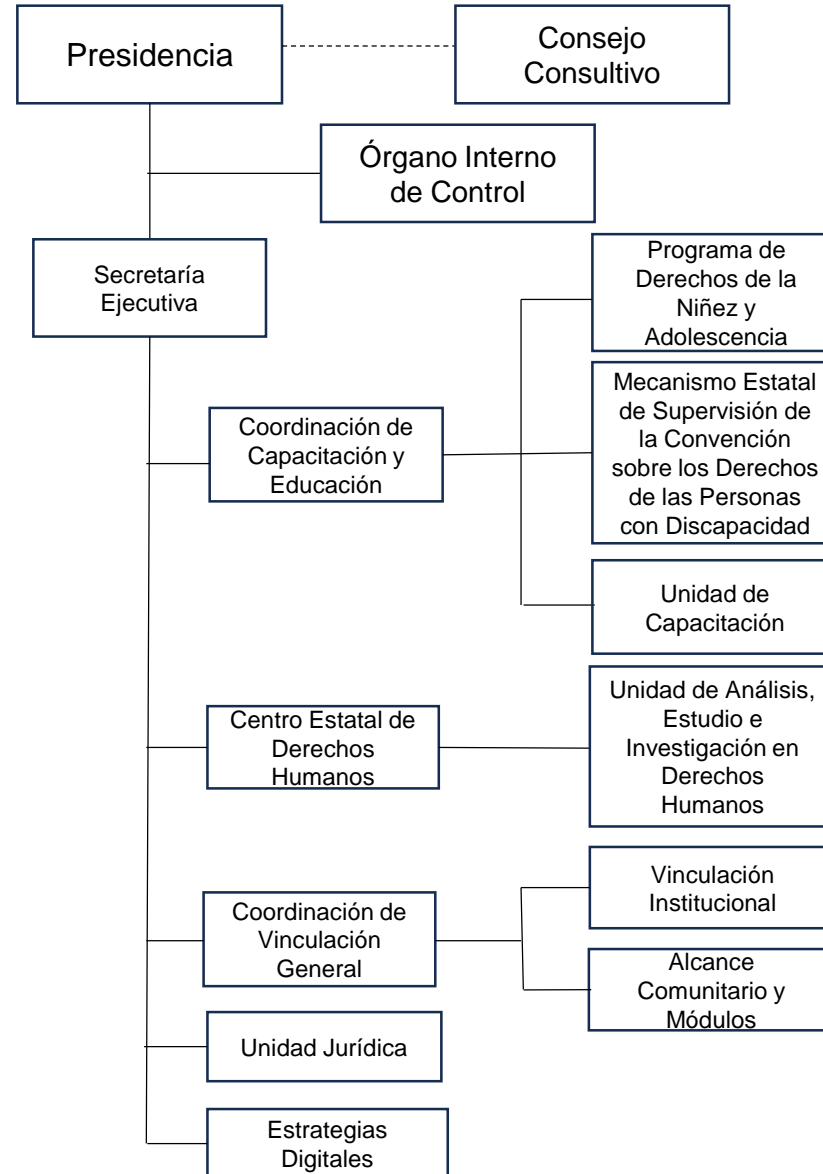 Presidencia
Consejo
Consultivo
Órgano Interno
de Control
Secretaría
Ejecutiva
Programa de
Derechos de la
Niñez y
Adolescencia
Coordinación de
Capacitación y
Educación
Mecanismo Estatal
de Supervisión de
la Convención
sobre los Derechos
de las Personas
con Discapacidad
Unidad de
Capacitación
Centro Estatal de
Derechos
Humanos
Unidad de Análisis,
Estudio e
Investigación en
Derechos
Humanos
Coordinación de
Vinculación
General
Vinculación
Institucional
Alcance
Comunitario y
Módulos
Unidad Jurídica
Estrategias
Digitales